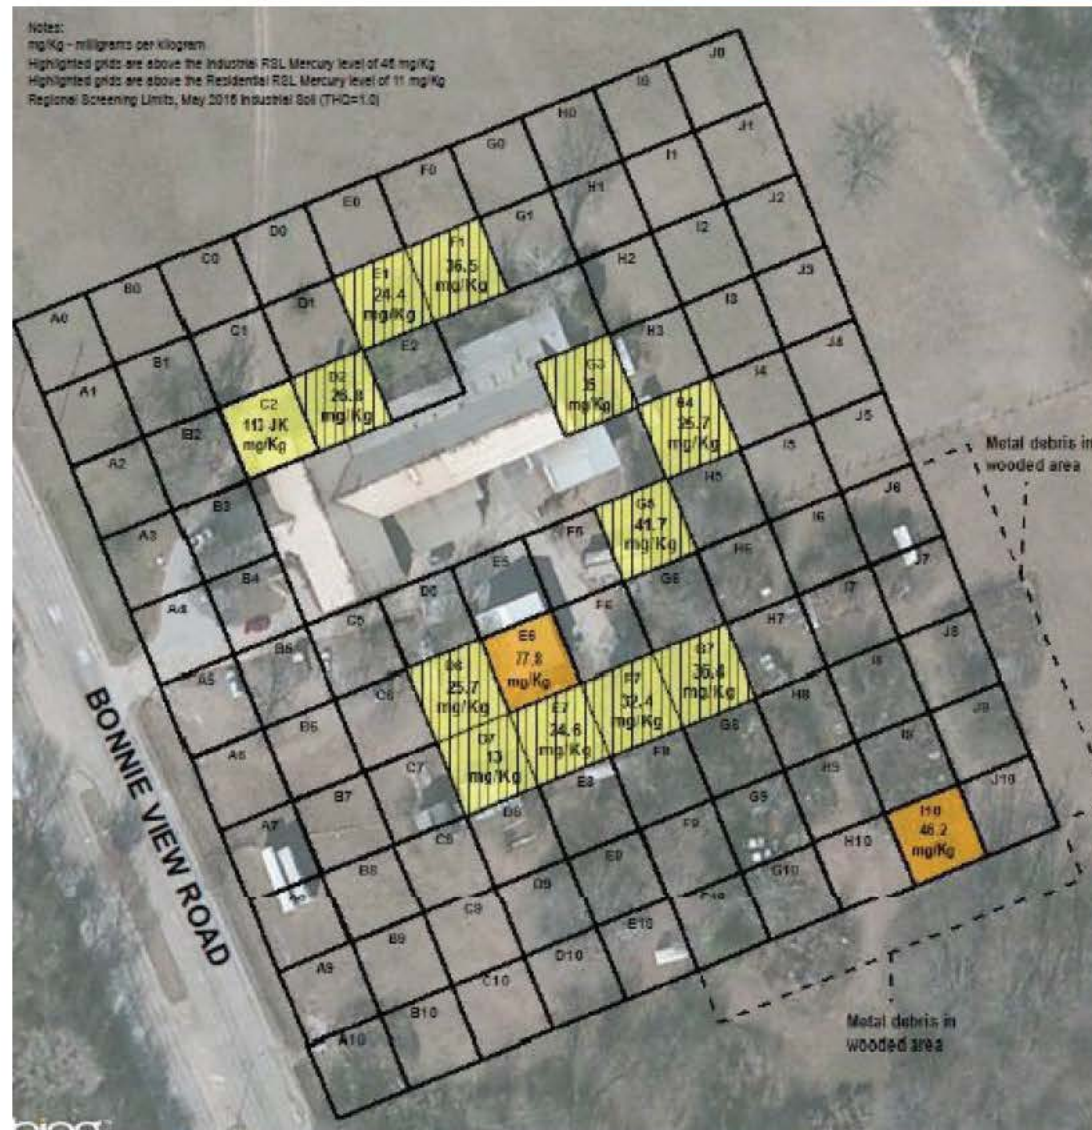 Notes:
mg/Kg - milligrams per kilogram
Highlighted grids are above the Industrial RSL Mercury level of 46 mg/Kg
Highlighted grids are above the Residential RSL Mercury level of 11 mg/Kg
Regional Screening Limits, May 2016 Industrial Soil (THQ=1.0)
J0
I0
H0
G0
F0
E0
D0
C0
B0
A0
J1
I1
H1
G1
F1
36.5
mg/Kg
E1
24.4
mg/Kg
D1
C1
B1
A1
J2
I2
H2
E2
D2
26.8
mg/Kg
C2
113 JK
mg/Kg
B2
A2
J3
I3
H3
G3
mg/Kg
B3
A3
J4
I4
H4
35.7
mg/Kg
B4
A4
J5
I5
H5
G5
41.7
mg/Kg
F5
E5
C5
B5
A5
Metal debris in
wooded area
J6
I6
H6
G6
F6
E6
77.8
mg/Kg
D6
25.7
mg/Kg
C6
B6
A6
J7
I7
H7
G7
35.4
mg/Kg
F7
32.4
mg/Kg
E7
24.6
mg/Kg
D7
13
mg/Kg
C7
B7
A7
J8
I8
H8
G8
F8
E8
D8
C8
B8
J9
I9
H9
G9
F9
E9
D9
C9
B9
A9
J10
I10
46.2
mg/Kg
H10
G10
E10
D10
C10
B10
A10
BONNIE VIEW ROAD
Metal debris in
wooded area
bing